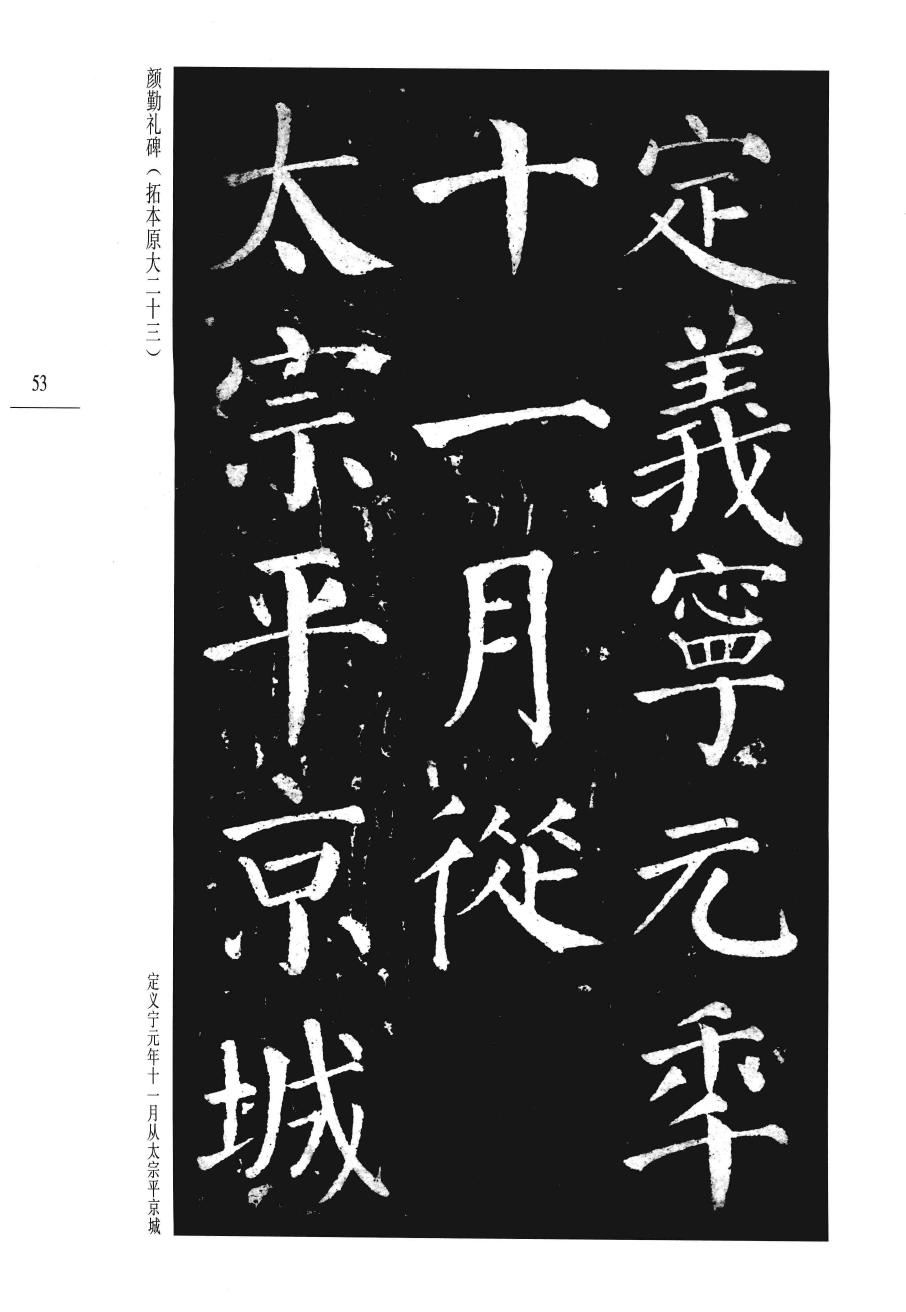 定義寧元年
十一月從
太宗平京城
颜勤礼碑（拓本原大二十三）
定义宁元年十一月从太宗平京城
53